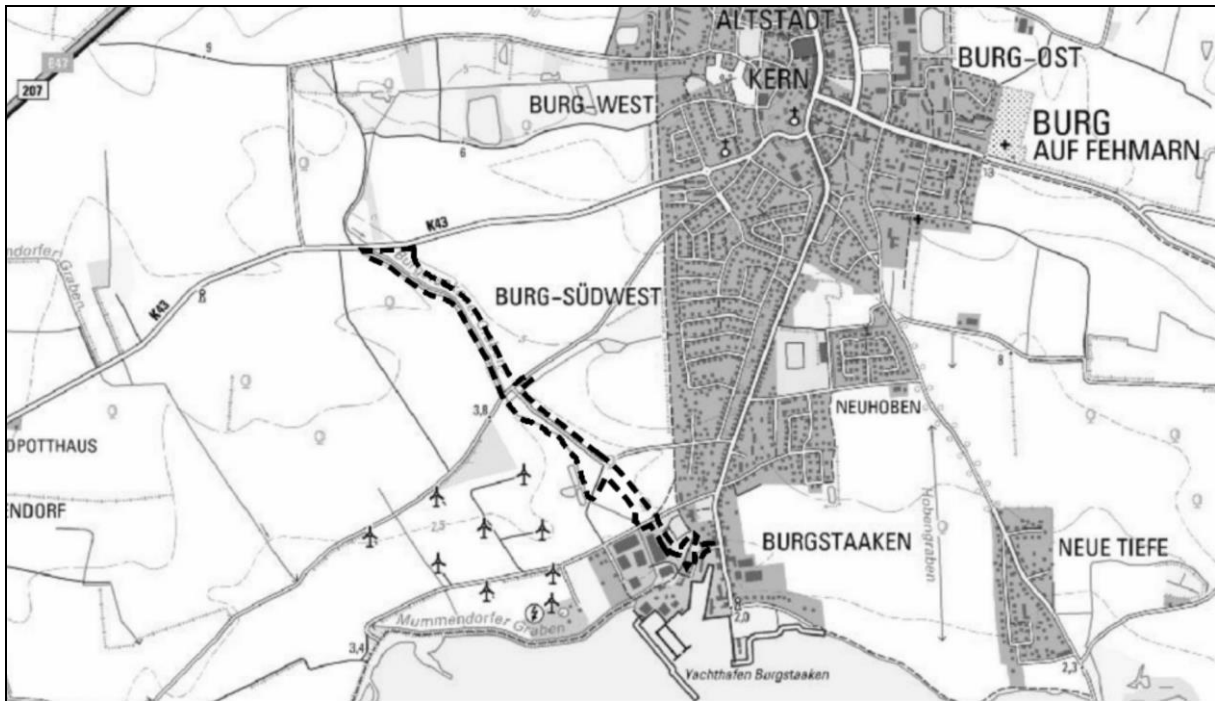 ALTSTADT
9
E47
207
BURG-OST
KERN
BURG-WEST
BURG
AUF FEHMARN
6
13
K43
Graben
BURG-SÜDWEST
K43
8
3,8
NEUHOBEN
DPOTTHAUS
ENDORF
2,5
Hobengraben
BURGSTAAKEN
NEUE TIEFE
Mummendorfer Graben
2,0
3,4
2,3
Yachthafen Burgstaaken